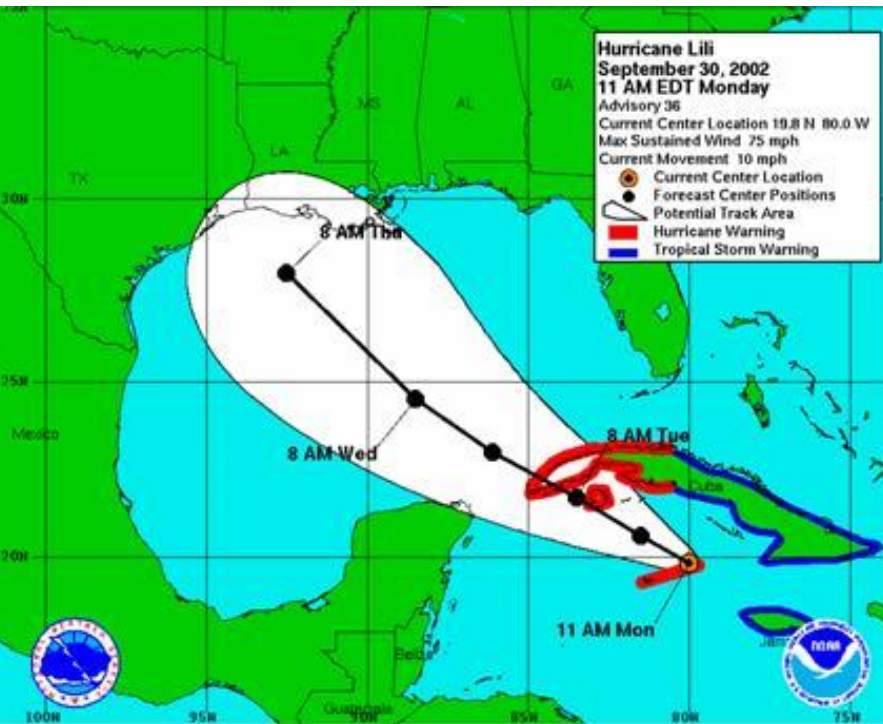 Hurricane Lili
September 30, 2002
11 AM EDT Monday
Advisory 36
Current Center Location 19.8 N 80.0 W
Max Sustained Wind 75 mph
Current Movement 10 mph
Current Center Location
Forecast Center Positions
Potential Track Area
Hurricane Warning
Tropical Storm Warning
MS
AL
GA
LA
TX
30N
8 AM Thu
25N
Mexico
8 AM Tue
8 AM Wed
Cuba
20N
11 AM Mon
NOAA
Guatemala
100W
95W
90W
85W
80W
75W